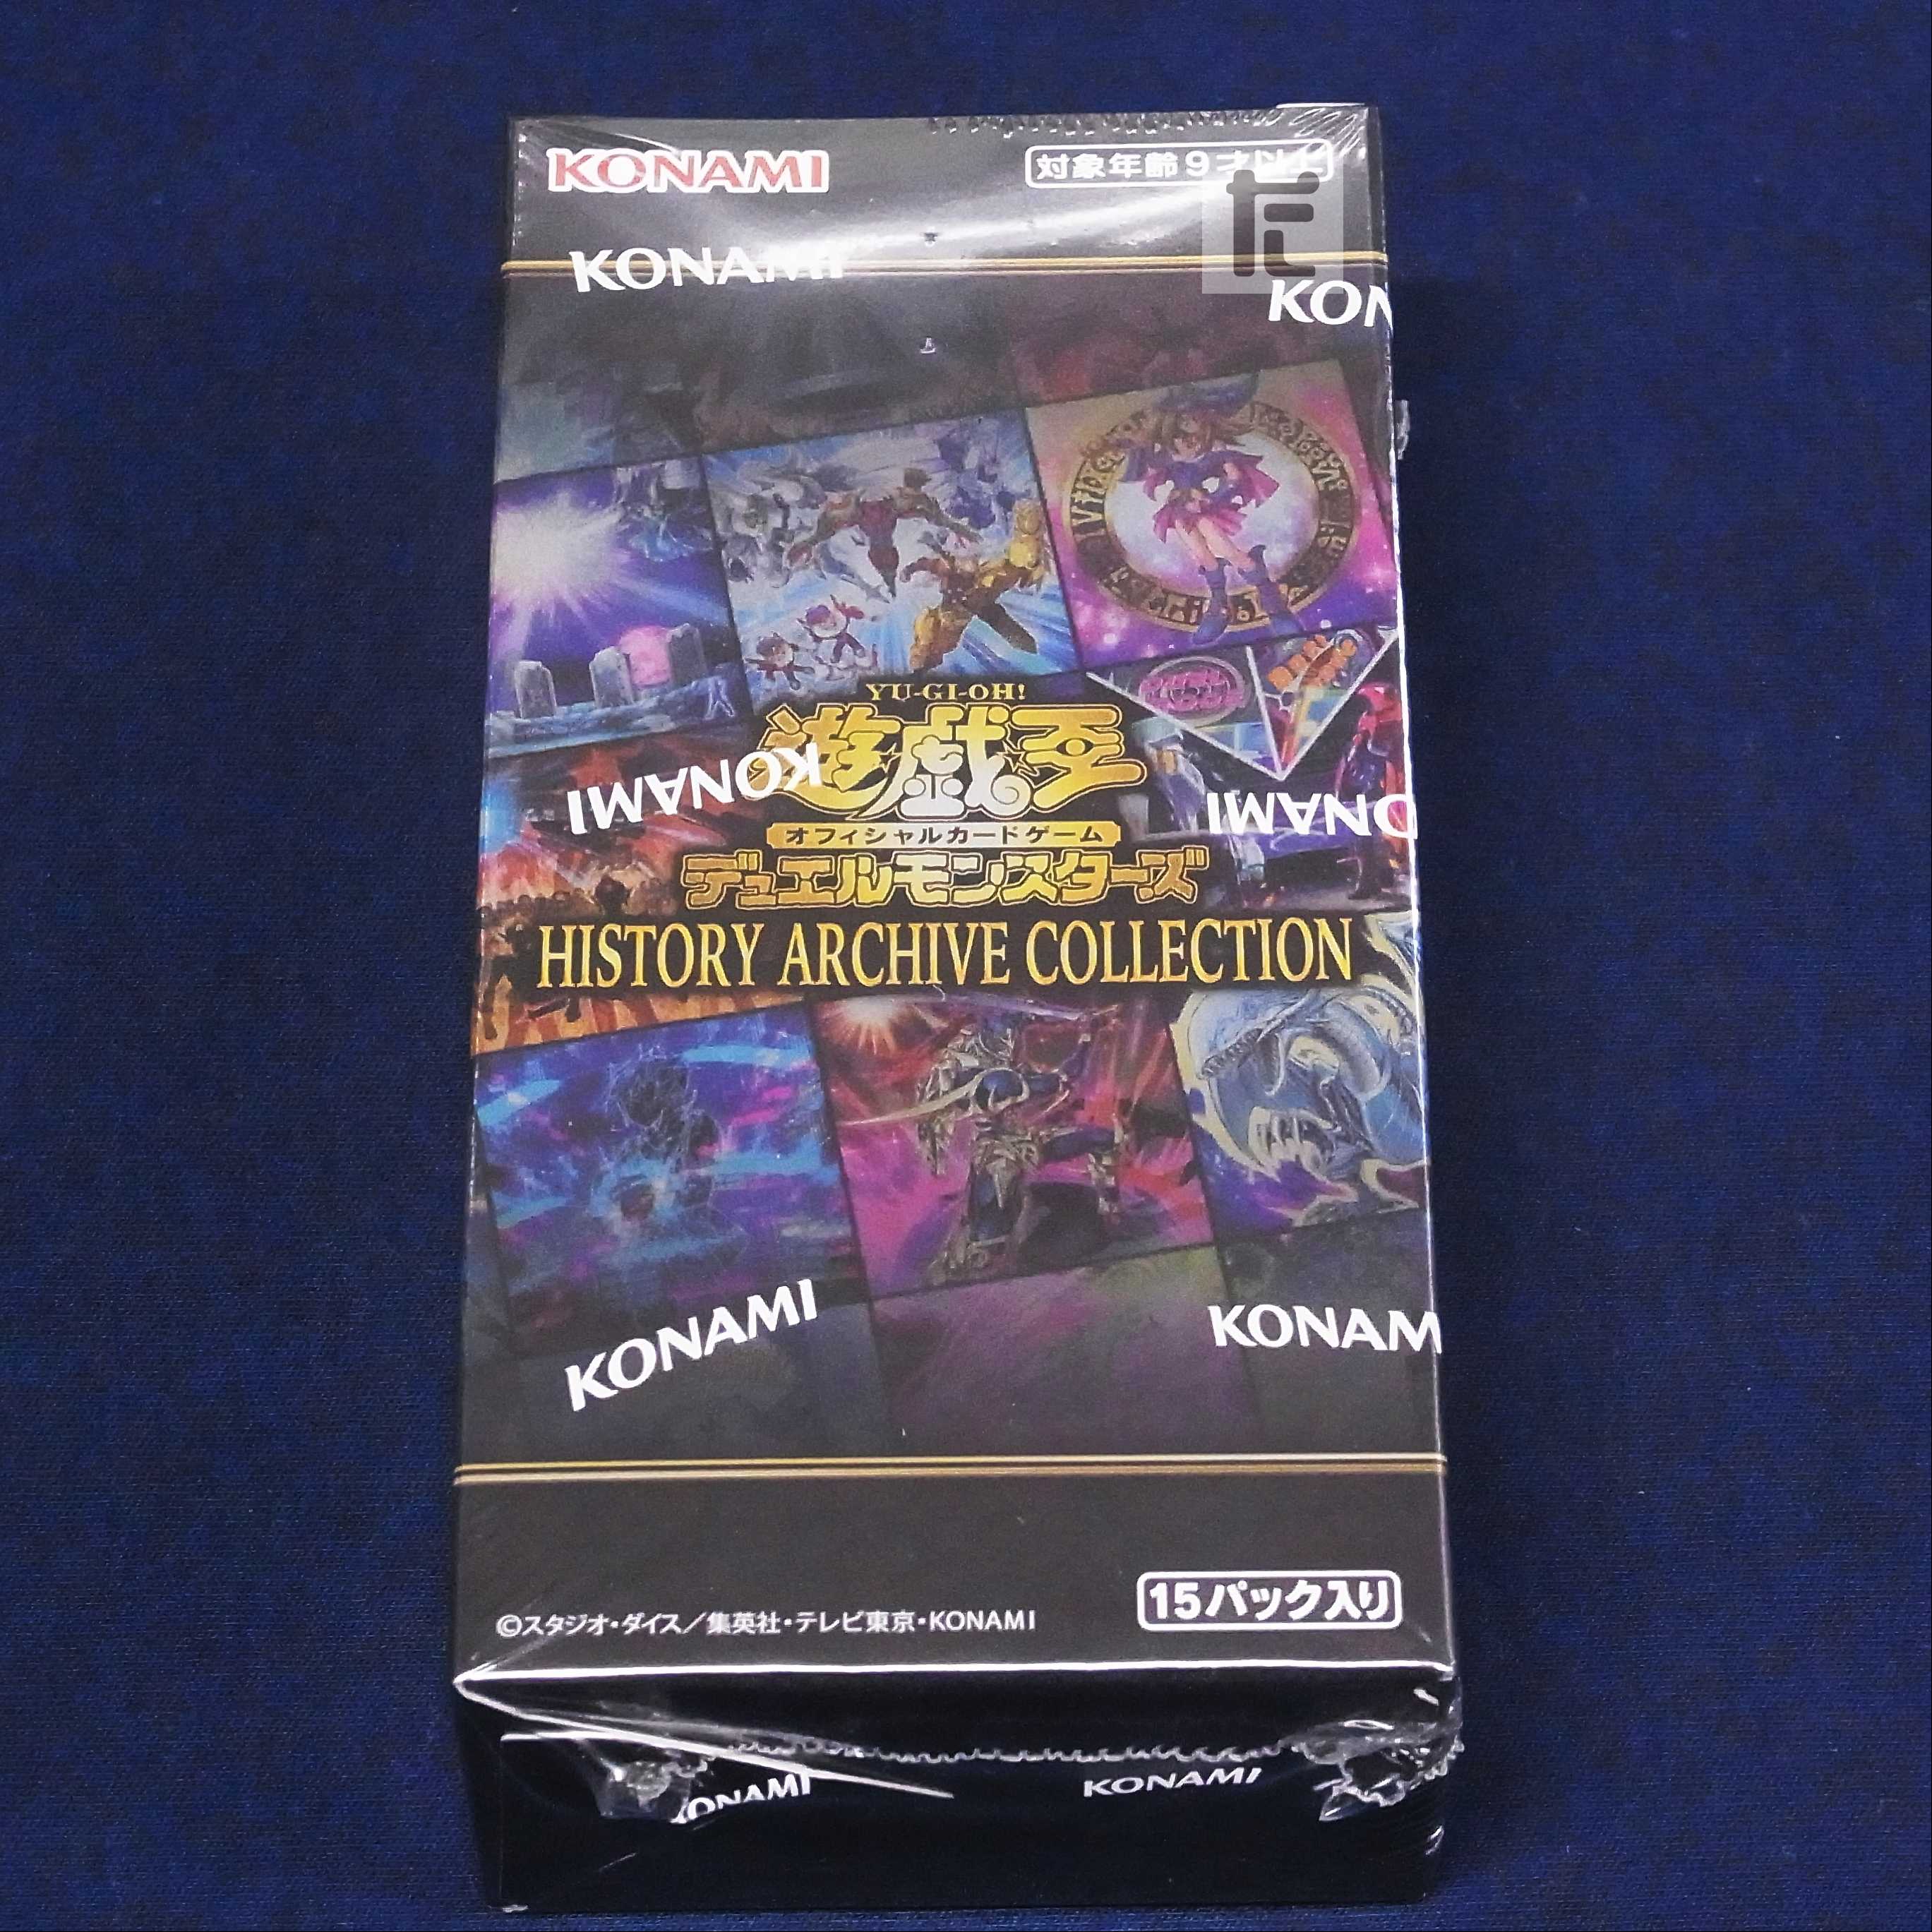 KONAMI
対象年齢9才以上
KONAMI
KON
YU-GI-OH!
遊戯王
KONAMI
ONAMI
オフィシャルカードゲーム
デュエルモンスターズ
HISTORY ARCHIVE COLLECTION
KONAMI
KONAM
15パック入り
©スタジオ・ダイス/集英社・テレビ東京・KONAMI
ONAMI
KONAMI